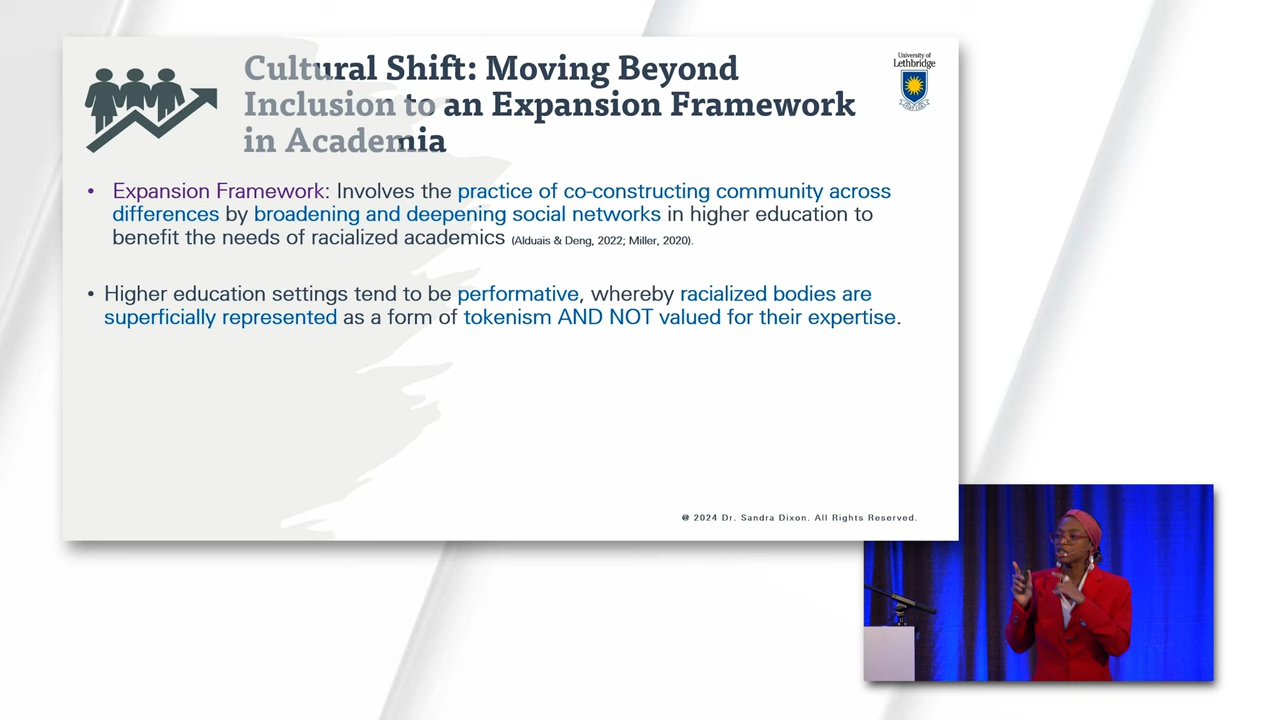 Cultural Shift: Moving Beyond
Inclusion to an Expansion Framework
in Academia
University of
Lethbridge
• Expansion Framework: Involves the practice of co-constructing community across
differences by broadening and deepening social networks in higher education to
benefit the needs of racialized academics (Alduais & Deng, 2022; Miller, 2020).
• Higher education settings tend to be performative, whereby racialized bodies are
superficially represented as a form of tokenism AND NOT valued for their expertise.
@ 2024 Dr. Sandra Dixon. All Rights Reserved.